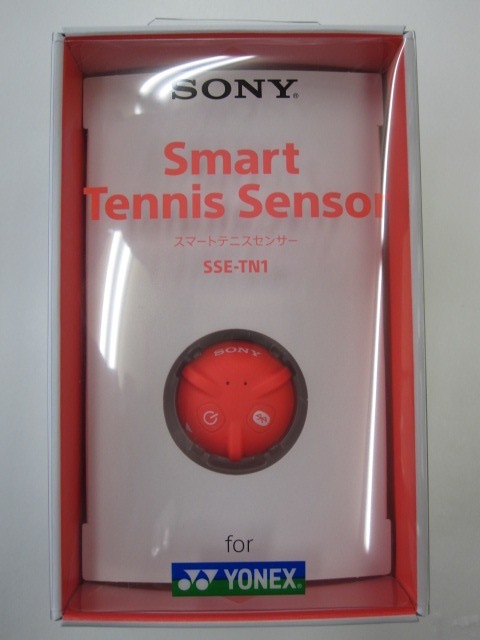 SONY®
Smart
Tennis Sensor
スマートテニスセンサー
SSE-TN1
SONY
for
YONEX®